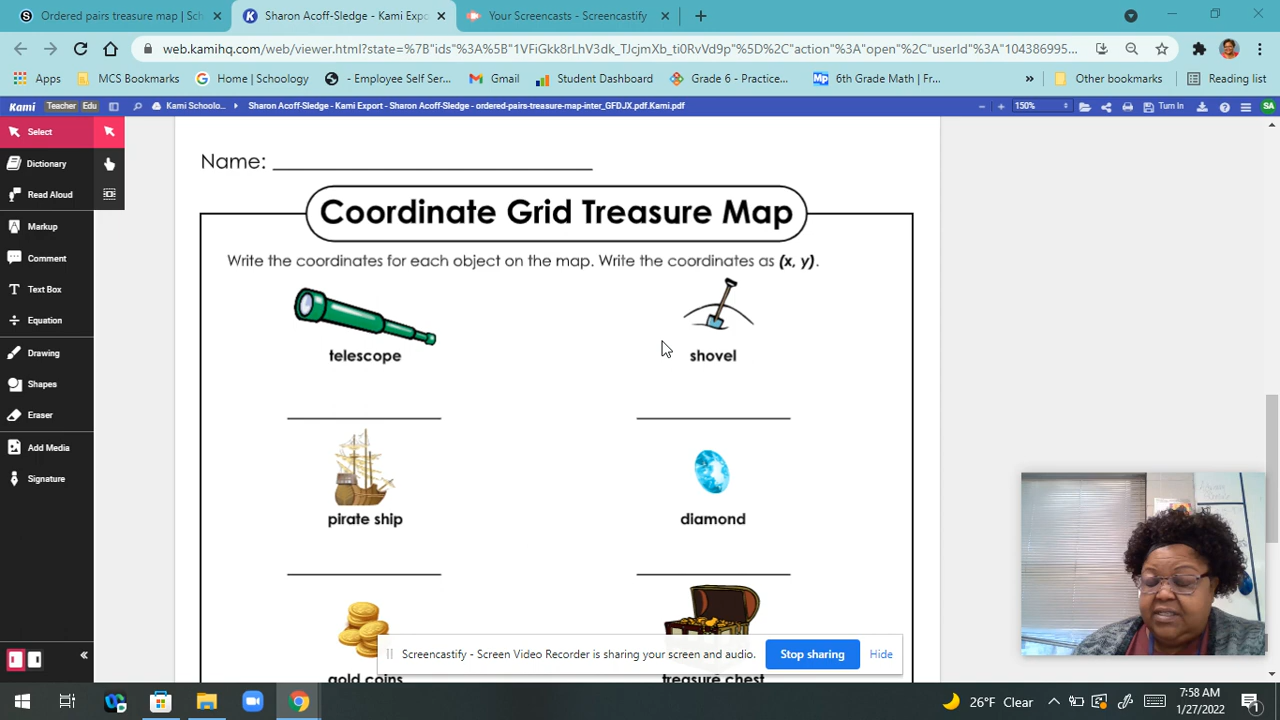 Ordered pairs treasure map | Sch
Sharon Acoff-Sledge - Kami Expo
Your Screencasts - Screencastify
web.kamihq.com/web/viewer.html?state=%7B"ids"%3A%5B"1VFiGkk8rLhV3dk_TJcjmXb_ti0RvVd9p"%5D%2C"action"%3A"open"%2C"userId"%3A"104386995...
Apps
MCS Bookmarks
Home | Schoology
- Employee Self Ser...
Gmail
Student Dashboard
Grade 6 - Practice...
6th Grade Math | Fr...
»
Other bookmarks
Reading list
Kami
Teacher
Edu
Kami Schoolo...
Sharon Acoff-Sledge - Kami Export - Sharon Acoff-Sledge - ordered-pairs-treasure-map-inter_GFDJX.pdf.Kami.pdf
150%
Turn In
SA
Select
Dictionary
Read Aloud
Markup
Comment
Text Box
Equation
Drawing
Shapes
Eraser
Add Media
Signature
Name:
Coordinate Grid Treasure Map
Write the coordinates for each object on the map. Write the coordinates as (x, y).
telescope
shovel
pirate ship
diamond
gold coins
treasure chest
Screencastify - Screen Video Recorder is sharing your screen and audio.
Stop sharing
Hide
26°F Clear
7:58 AM
1/27/2022